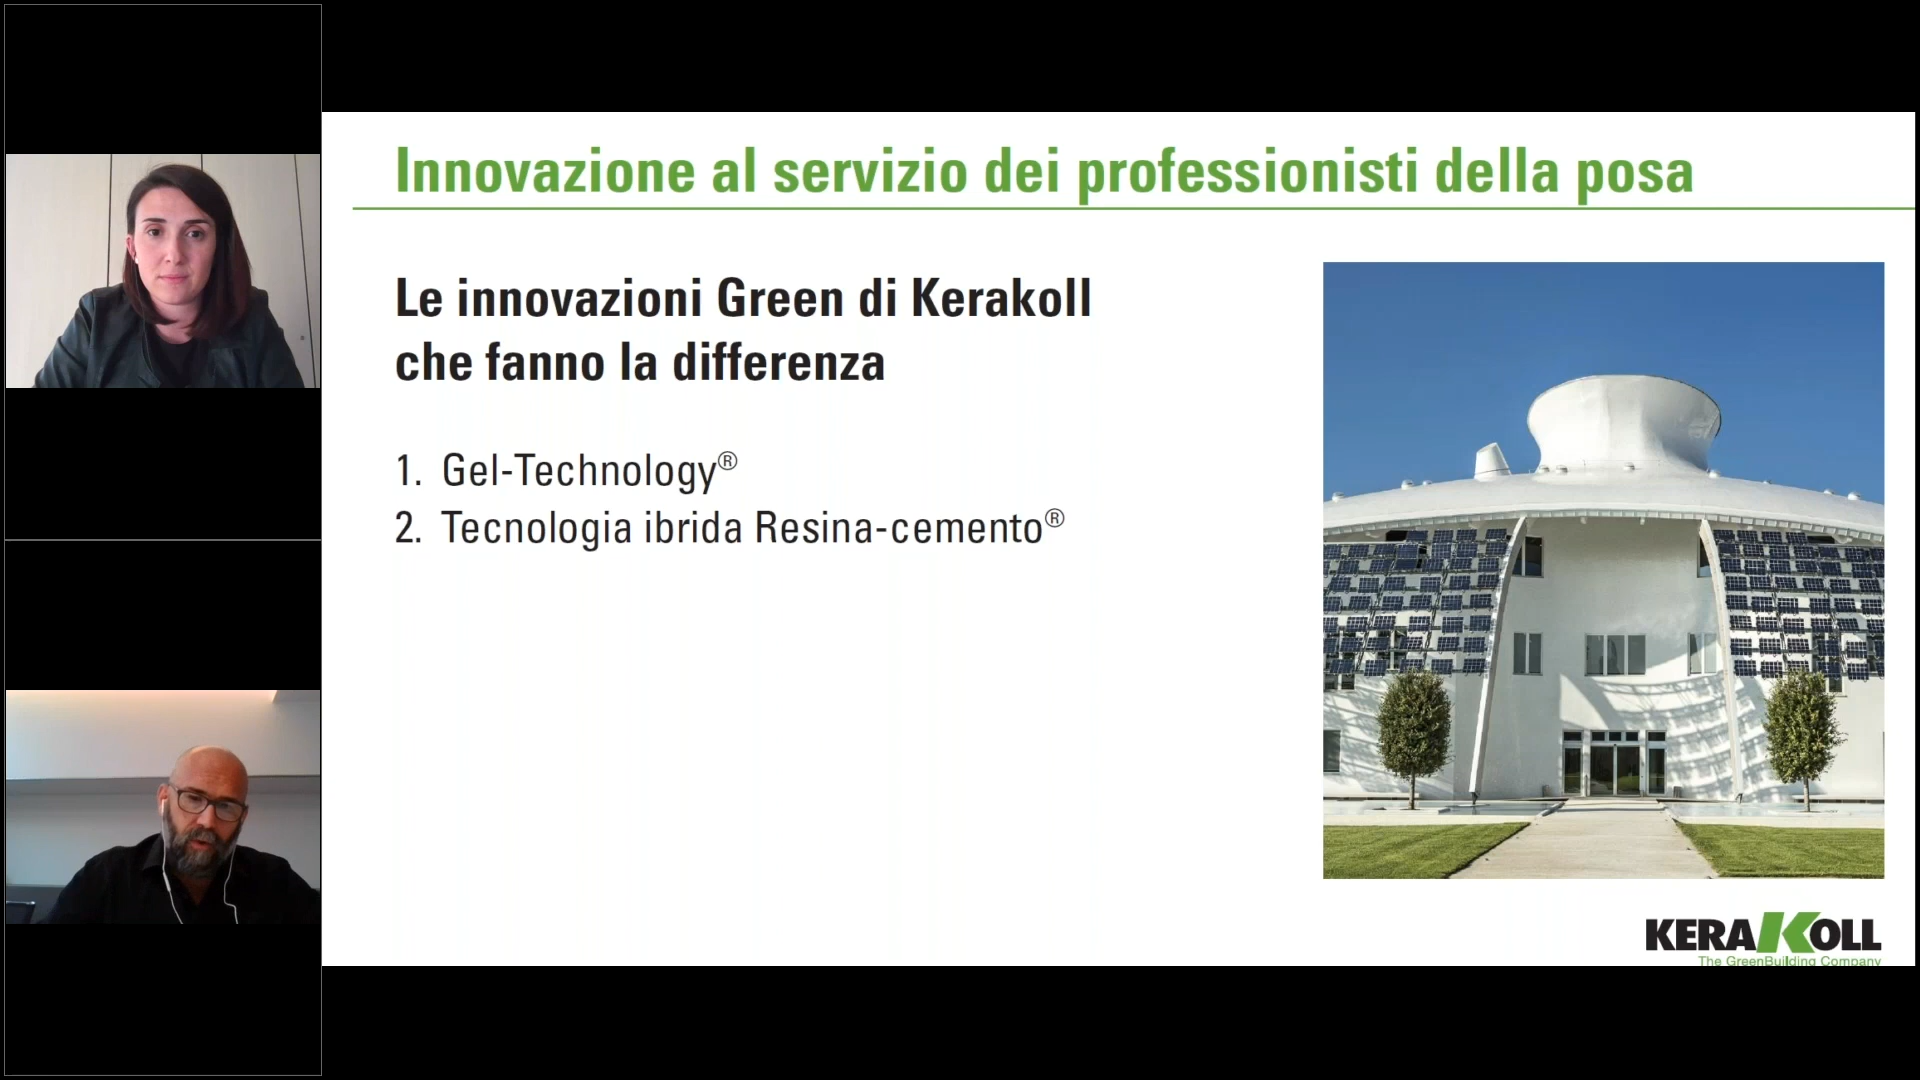 Innovazione al servizio dei professionisti della posa
Le innovazioni Green di Kerakoll
che fanno la differenza
1. Gel-Technology®
2. Tecnologia ibrida Resina-cemento®
KERAKOLL
The GreenBuilding Company